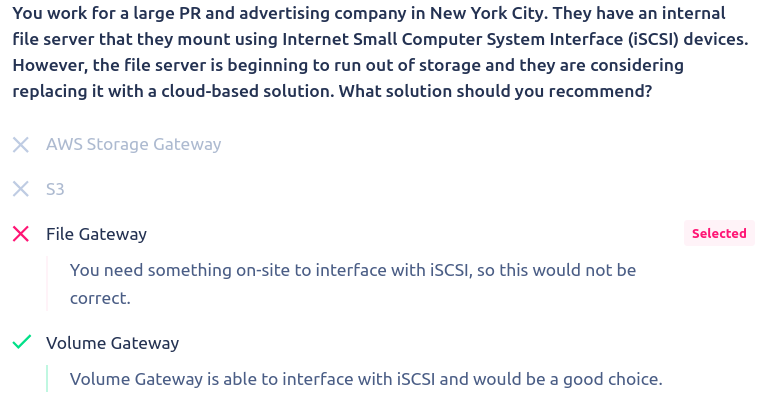 You work for a large PR and advertising company in New York City. They have an internal
file server that they mount using Internet Small Computer System Interface (iSCSI) devices.
However, the file server is beginning to run out of storage and they are considering
replacing it with a cloud-based solution. What solution should you recommend?
AWS Storage Gateway
S3
File Gateway
Selected
You need something on-site to interface with iSCSI, so this would not be
correct.
Volume Gateway
Volume Gateway is able to interface with iSCSI and would be a good choice.